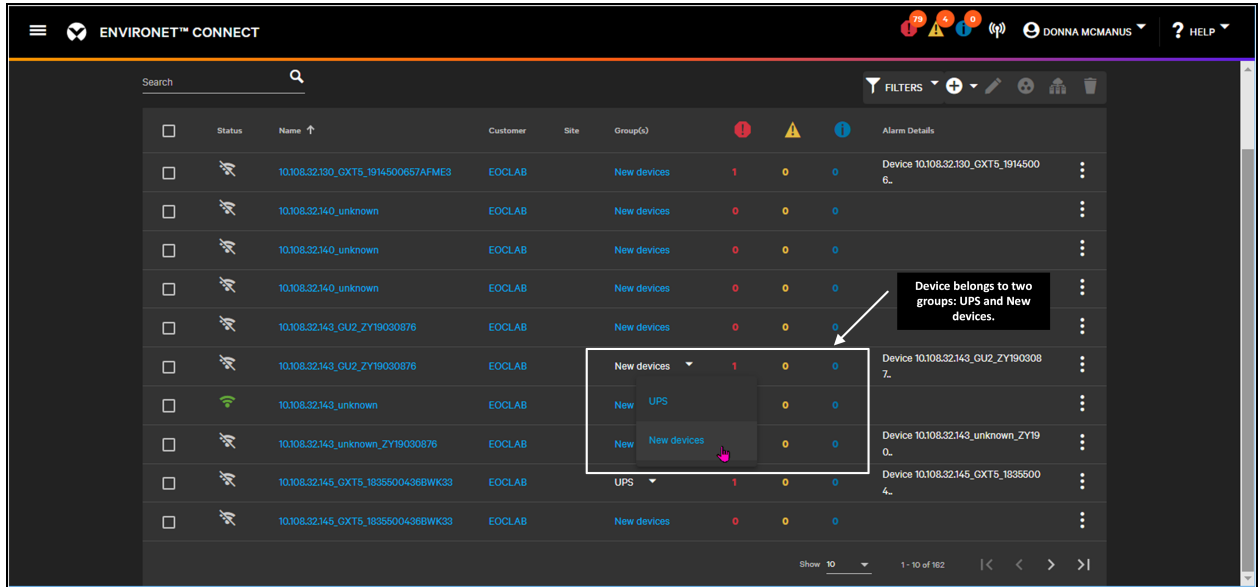 ENVIRONET™ CONNECT 79 4 0 DONNA MCMANUS ? HELP
Search FILTERS
Status Name Customer Site Group(s) Alarm Details
10.108.32.130_GXT5_1914500657AFME3 EOCLAB New devices 1 0 0 Device 10.108.32.130_GXT5_1914500
6..
10.108.32.140_unknown EOCLAB New devices 0 0 0
10.108.32.140_unknown EOCLAB New devices 0 0 0
10.108.32.140_unknown EOCLAB New devices 0 0 0
Device belongs to two
groups: UPS and New
devices.
10.108.32.143_GU2_ZY19030876 EOCLAB New devices 0 0 0
10.108.32.143_GU2_ZY19030876 EOCLAB New devices 1 0 0 Device 10.108.32.143_GU2_ZY190308
7..
10.108.32.143_unknown EOCLAB New UPS 0 0
10.108.32.143_unknown_ZY19030876 EOCLAB New New devices 0 0 Device 10.108.32.143_unknown_ZY19
0..
10.108.32.145_GXT5_1835500436BWK33 EOCLAB UPS 1 0 0 Device 10.108.32.145_GXT5_1835500
4..
10.108.32.145_GXT5_1835500436BWK33 EOCLAB New devices 0 0 0
Show 10 1 - 10 of 162